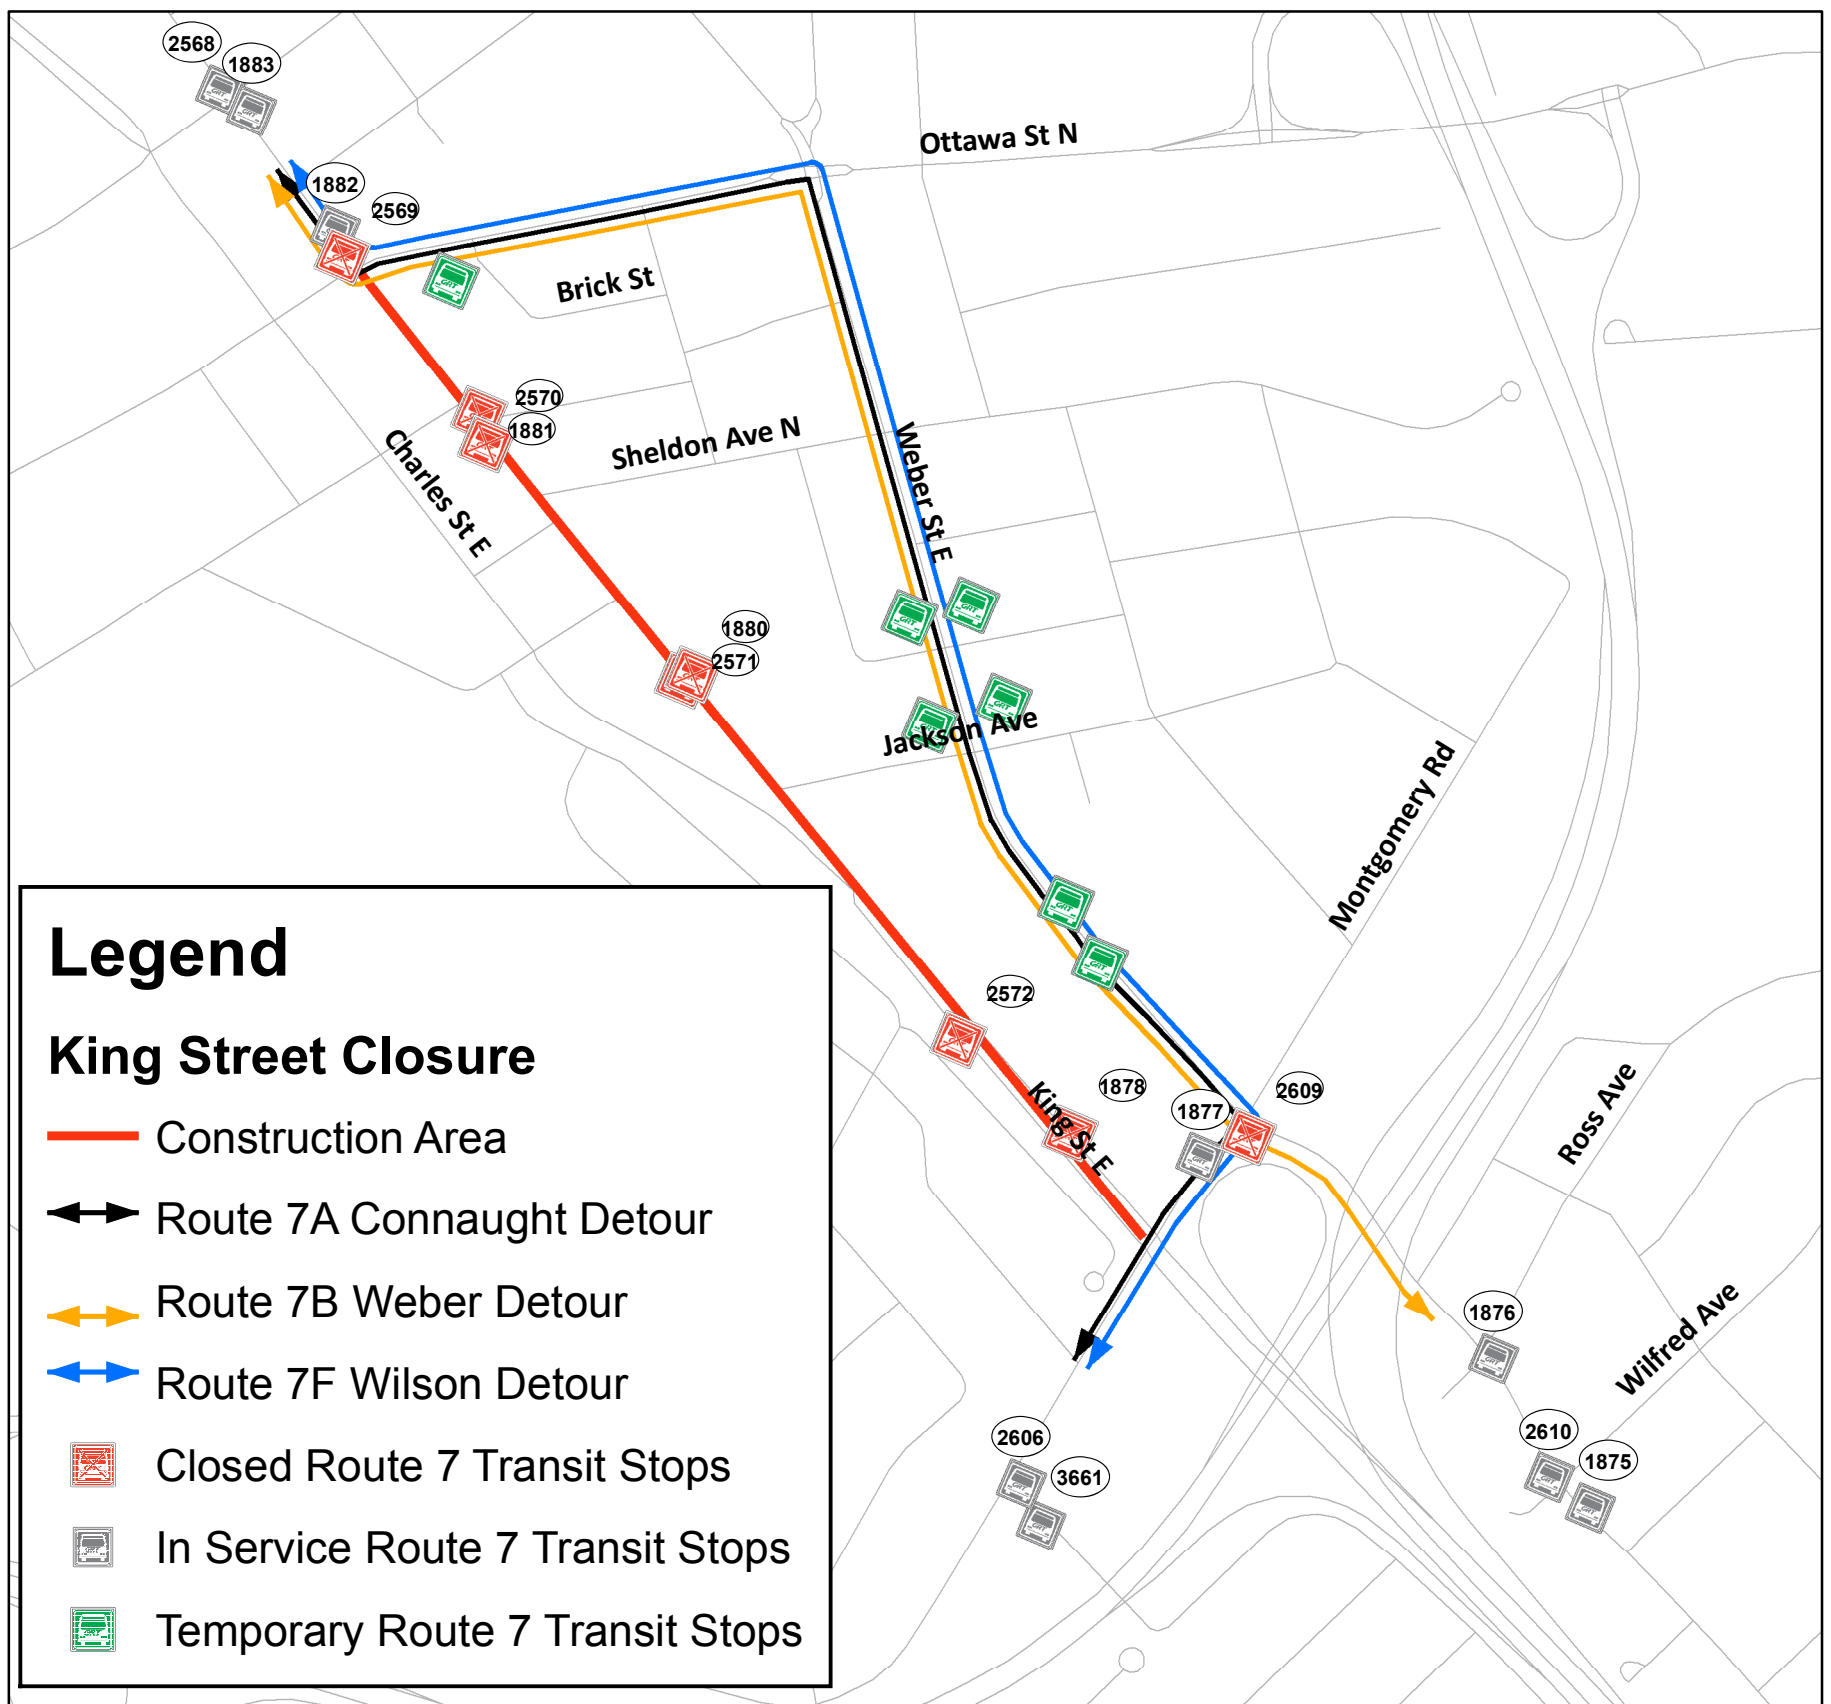 2568
1883
Ottawa St N
1882
2569
Brick St
2570
1881
Sheldon Ave N
Charles St E
Weber St E
1880
2571
Jackson Ave
Montgomery Rd
2572
King St E
1878
1877
2609
Ross Ave
1876
Wilfred Ave
2606
3661
2610
1875
Legend
King Street Closure
Construction Area
Route 7A Connaught Detour
Route 7B Weber Detour
Route 7F Wilson Detour
Closed Route 7 Transit Stops
In Service Route 7 Transit Stops
Temporary Route 7 Transit Stops